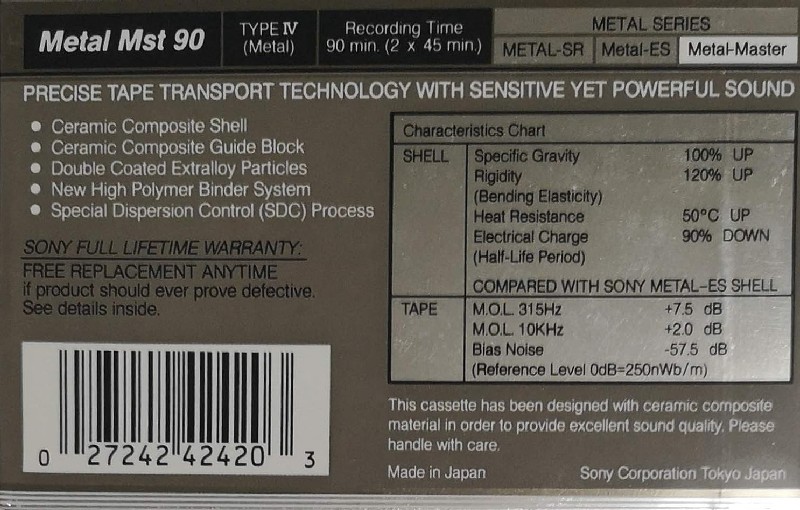 Metal Mst 90
TYPE IV
(Metal)
Recording Time
90 min. (2 x 45 min.)
METAL SERIES
METAL-SR Metal-ES Metal-Master
PRECISE TAPE TRANSPORT TECHNOLOGY WITH SENSITIVE YET POWERFUL SOUND
● Ceramic Composite Shell
● Ceramic Composite Guide Block
● Double Coated Extralloy Particles
● New High Polymer Binder System
● Special Dispersion Control (SDC) Process
SONY FULL LIFETIME WARRANTY:
FREE REPLACEMENT ANYTIME
if product should ever prove defective.
See details inside.
0 27242 42420 3
Characteristics Chart
SHELL Specific Gravity 100% UP
Rigidity 120% UP
(Bending Elasticity)
Heat Resistance 50°C UP
Electrical Charge 90% DOWN
(Half-Life Period)
COMPARED WITH SONY METAL-ES SHELL
TAPE M.O.L. 315Hz +7.5 dB
M.O.L. 10KHz +2.0 dB
Bias Noise -57.5 dB
(Reference Level 0dB=250nWb/m)
This cassette has been designed with ceramic composite
material in order to provide excellent sound quality. Please
handle with care.
Made in Japan Sony Corporation Tokyo Japan